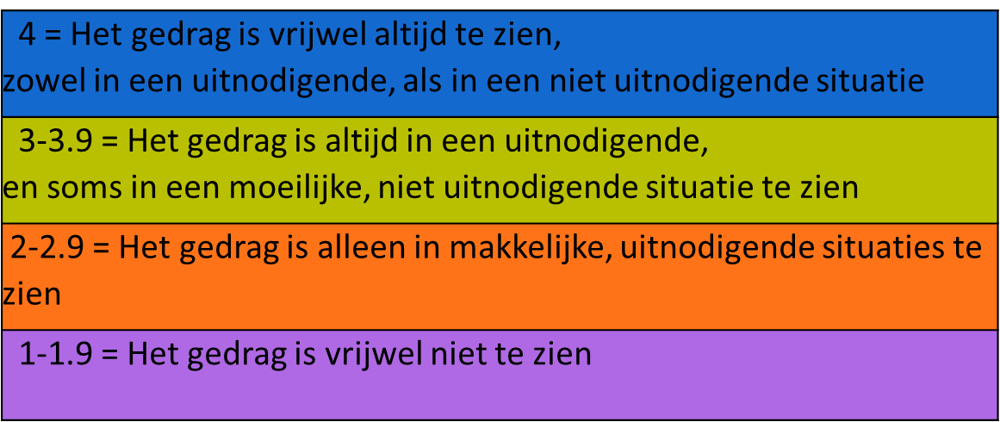 4 = Het gedrag is vrijwel altijd te zien,
zowel in een uitnodigende, als in een niet uitnodigende situatie
3-3.9 = Het gedrag is altijd in een uitnodigende,
en soms in een moeilijke, niet uitnodigende situatie te zien
2-2.9 = Het gedrag is alleen in makkelijke, uitnodigende situaties te
zien
1-1.9 = Het gedrag is vrijwel niet te zien